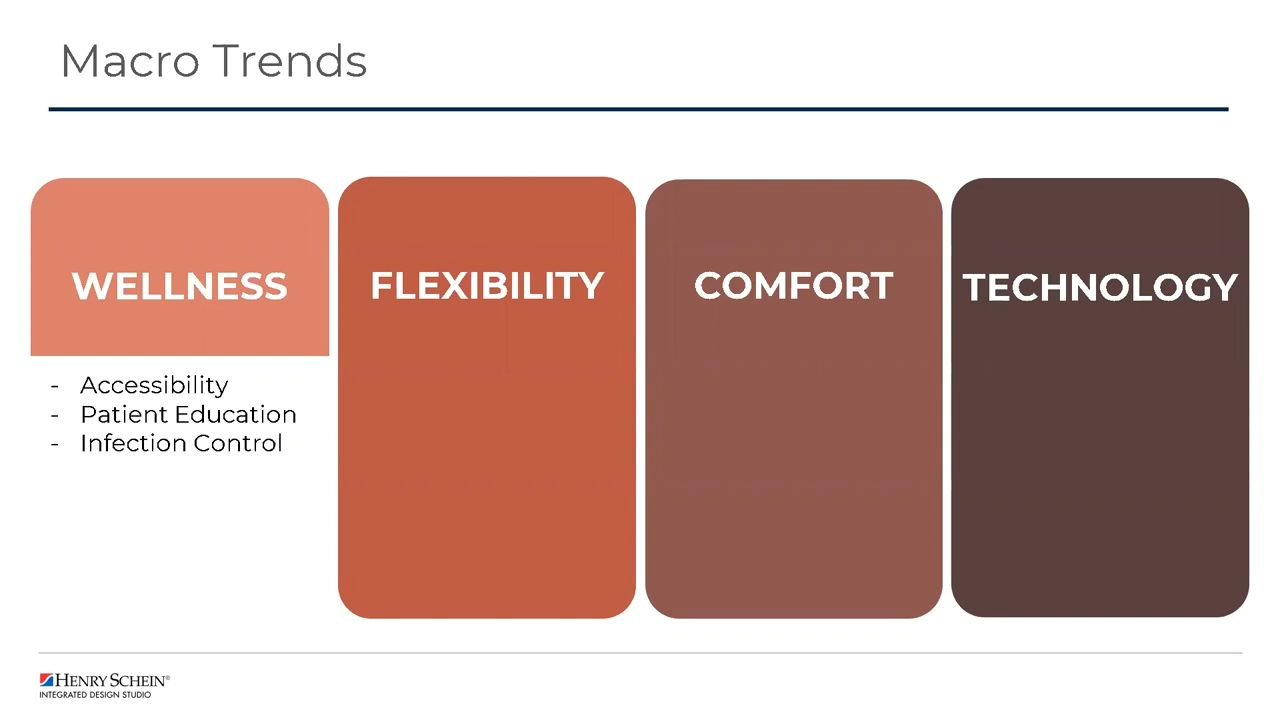 Macro Trends
WELLNESS
- Accessibility
- Patient Education
- Infection Control
FLEXIBILITY
COMFORT
TECHNOLOGY
HENRY SCHEIN®
INTEGRATED DESIGN STUDIO